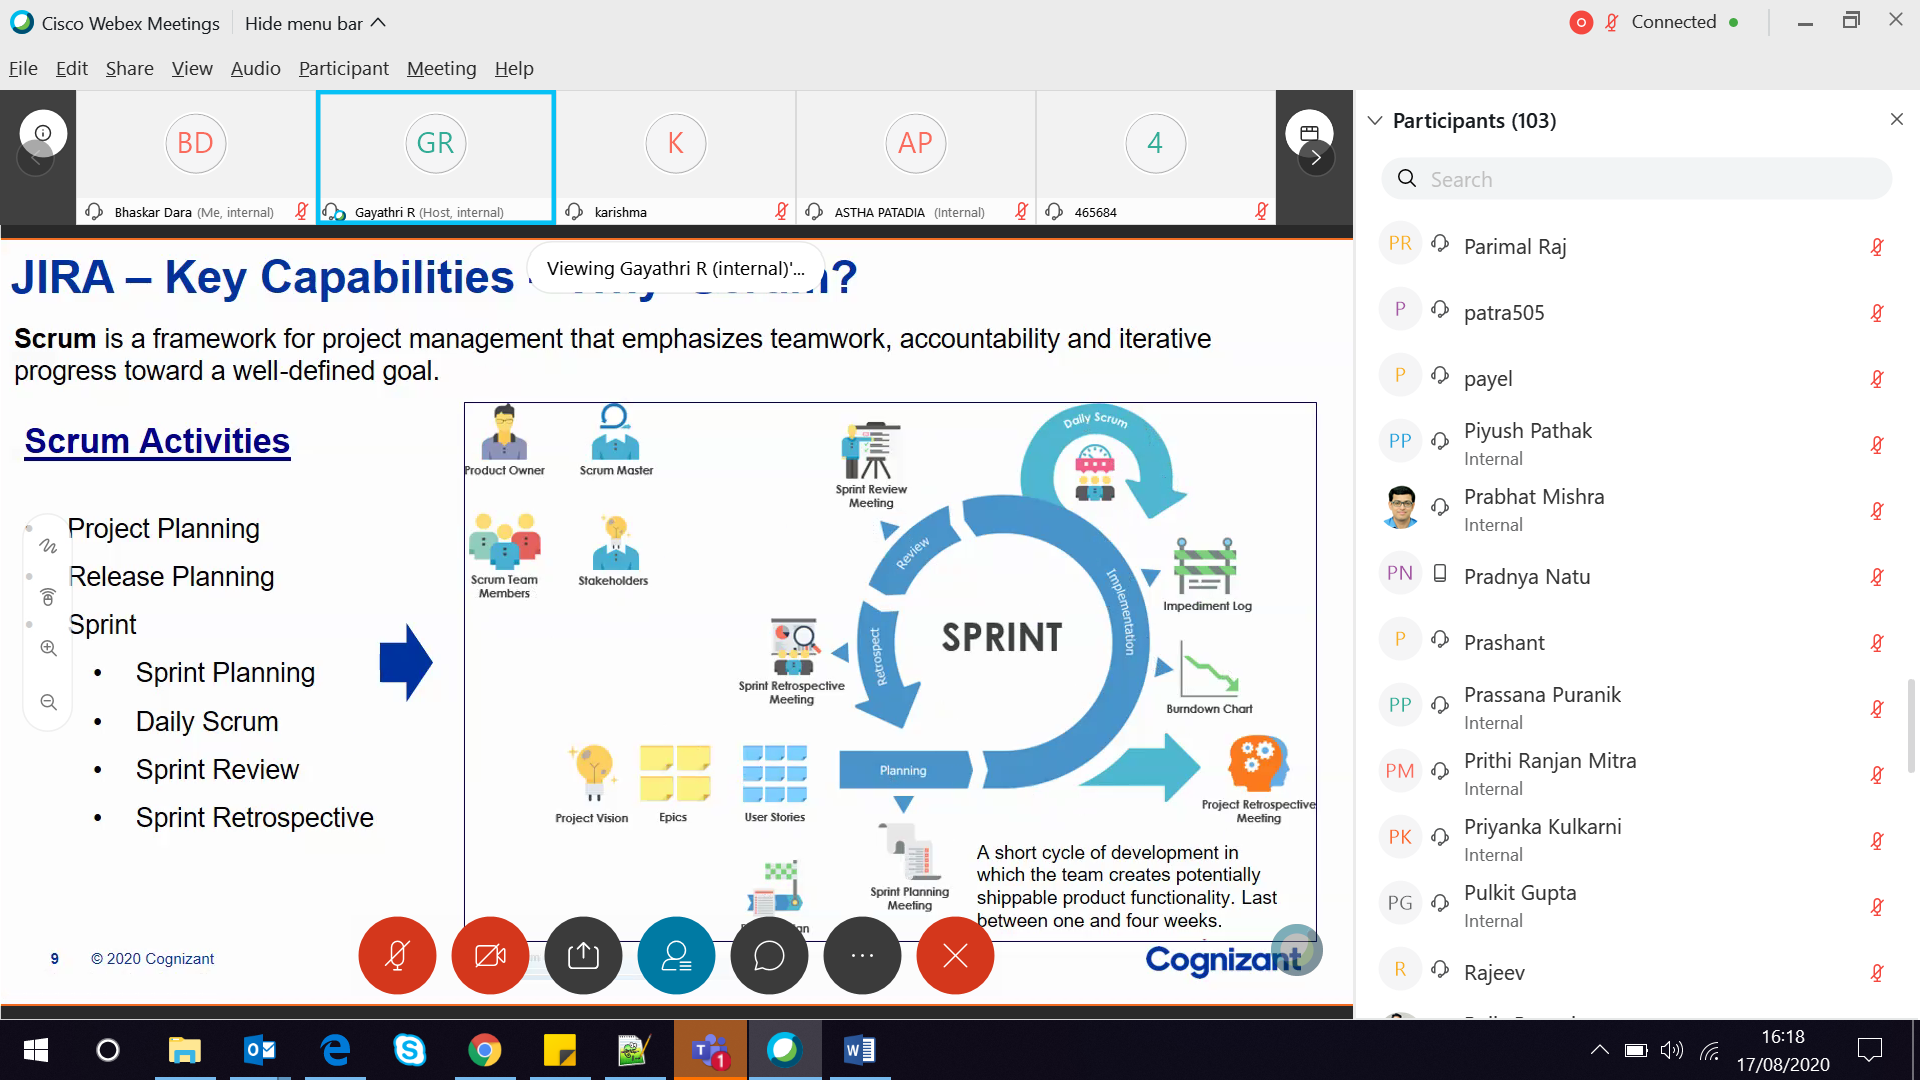 Cisco Webex Meetings
Hide menu bar
Connected
File Edit Share View Audio Participant Meeting Help
BD
GR
K
AP
4
Bhaskar Dara (Me, internal)
Gayathri R (Host, internal)
karishma
ASTHA PATADIA (Internal)
465684
Viewing Gayathri R (internal)'...
JIRA – Key Capabilities
Scrum is a framework for project management that emphasizes teamwork, accountability and iterative
progress toward a well-defined goal.
Scrum Activities
Project Planning
Release Planning
Sprint
• Sprint Planning
• Daily Scrum
• Sprint Review
• Sprint Retrospective
Product Owner
Scrum Master
Scrum Team
Members
Stakeholders
Sprint Review
Meeting
Daily Scrum
Review
Implementation
Retrospect
SPRINT
Impediment Log
Sprint Retrospective
Meeting
Burndown Chart
Project Vision
Epics
User Stories
Planning
Project Retrospective
Meeting
Sprint Planning
Meeting
A short cycle of development in
which the team creates potentially
shippable product functionality. Last
between one and four weeks.
9
© 2020 Cognizant
Cognizant
Participants (103)
Search
PR
Parimal Raj
P
patra505
P
payel
PP
Piyush Pathak
Internal
Prabhat Mishra
Internal
PN
Pradnya Natu
P
Prashant
PP
Prassana Puranik
Internal
PM
Prithi Ranjan Mitra
Internal
PK
Priyanka Kulkarni
Internal
PG
Pulkit Gupta
Internal
R
Rajeev
1
16:18
17/08/2020